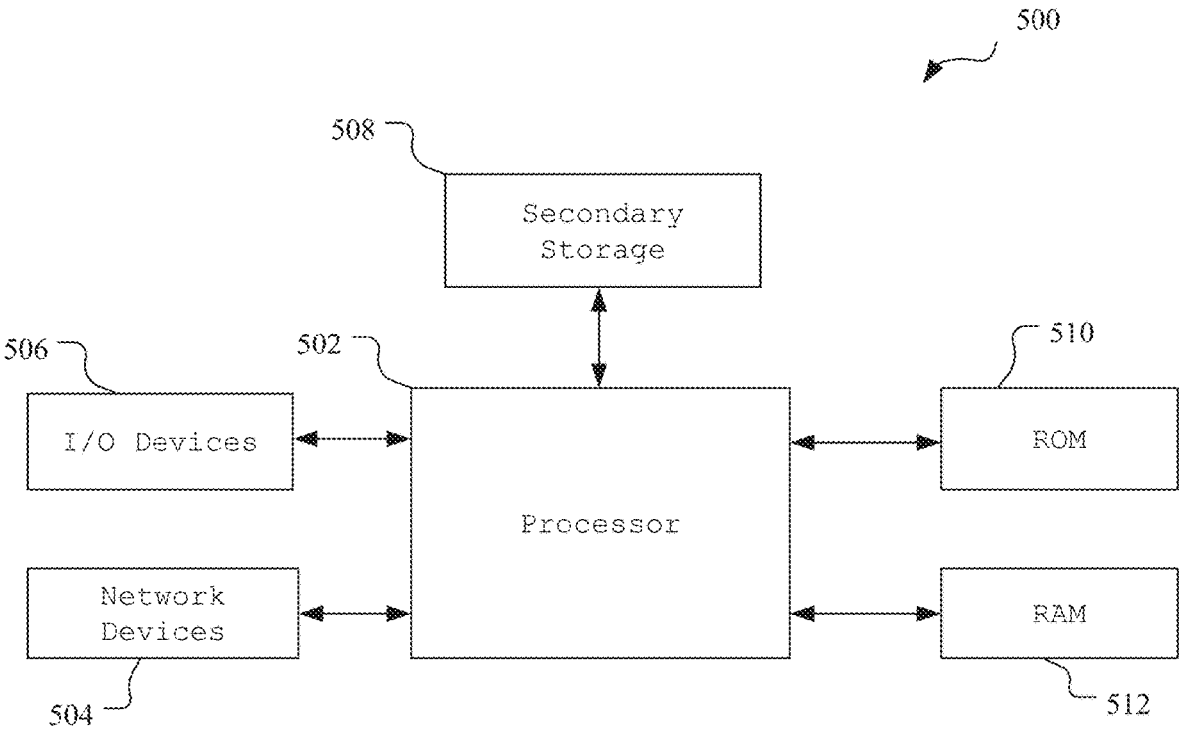 500
508
Secondary
Storage
506
502
510
I/O Devices
ROM
Processor
Network
Devices
RAM
504
512